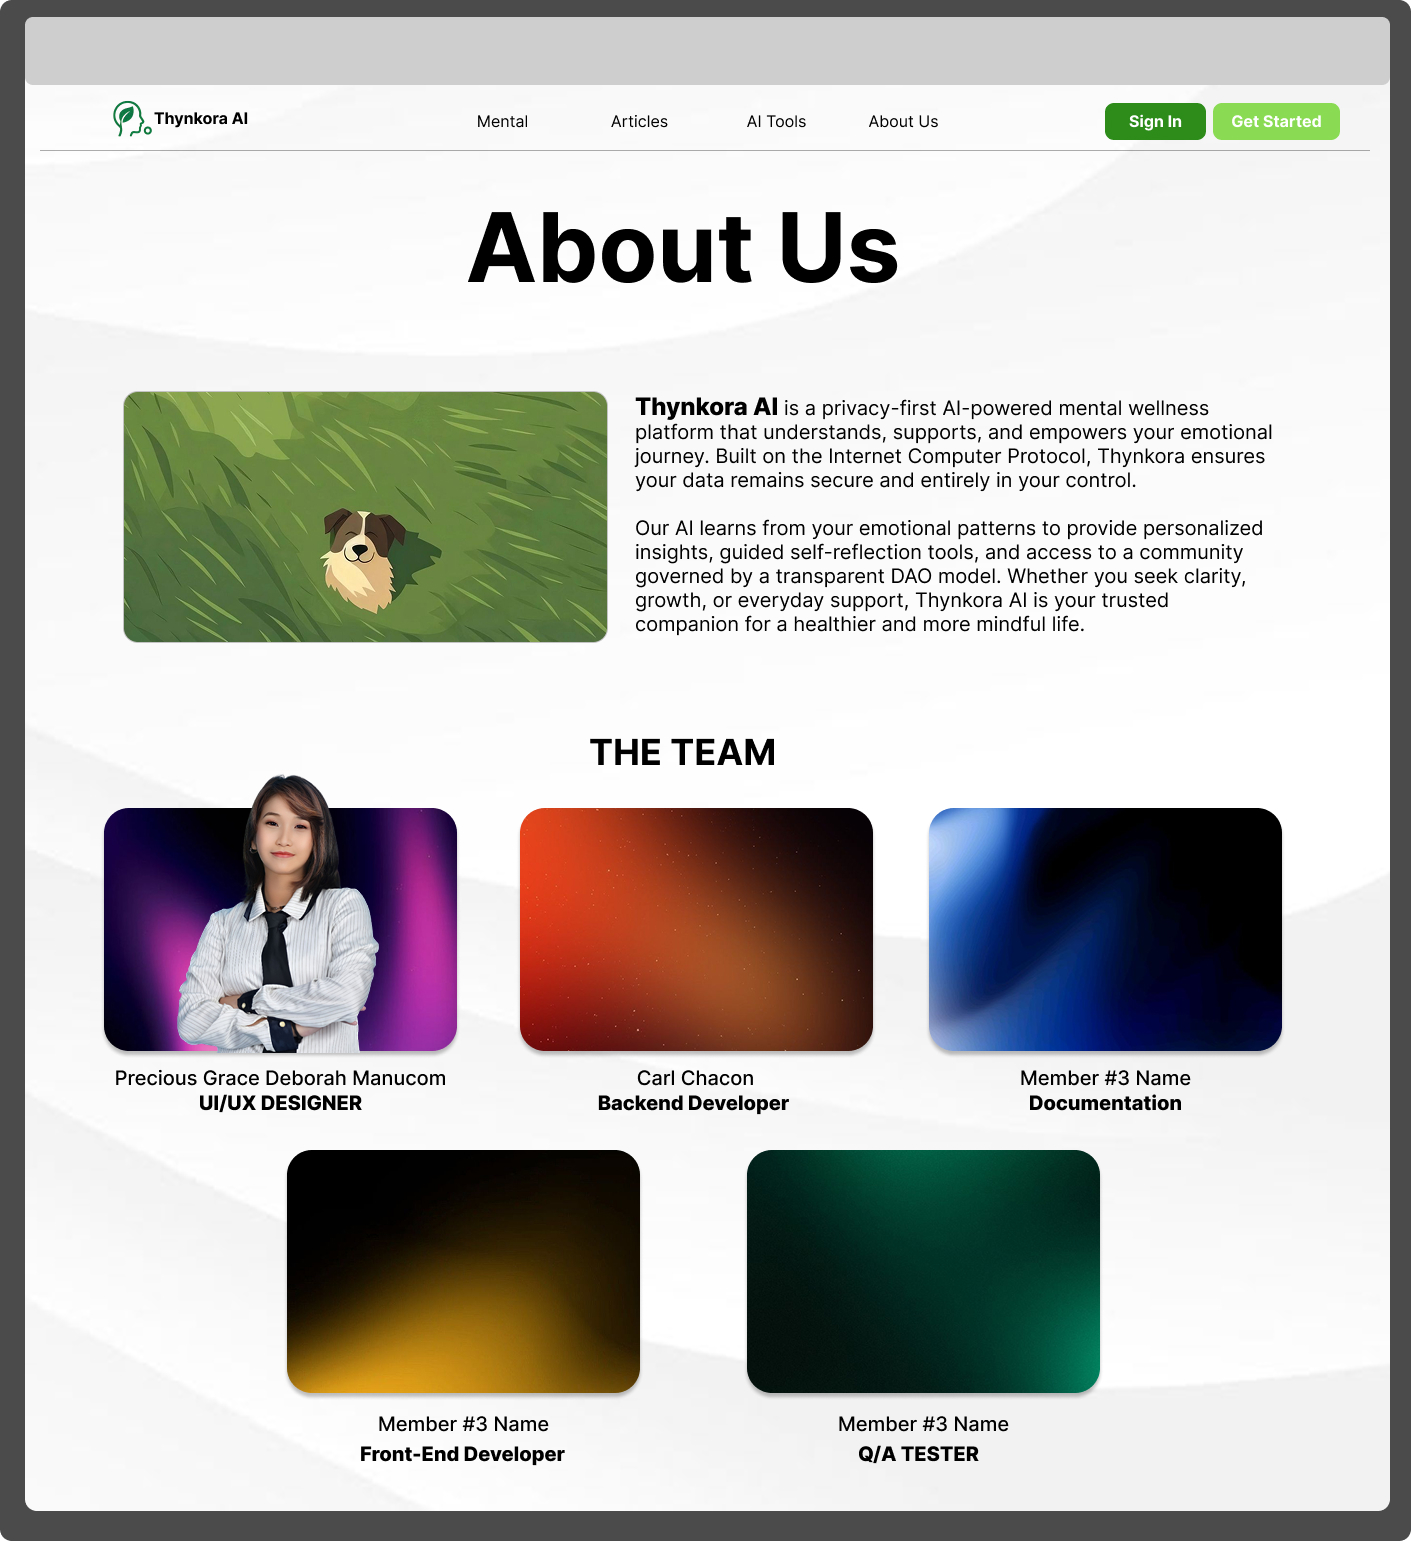 Thynkora AI
Mental
Articles
AI Tools
About Us
Sign In
Get Started
About Us
Thynkora AI is a privacy-first AI-powered mental wellness
platform that understands, supports, and empowers your emotional
journey. Built on the Internet Computer Protocol, Thynkora ensures
your data remains secure and entirely in your control.
Our AI learns from your emotional patterns to provide personalized
insights, guided self-reflection tools, and access to a community
governed by a transparent DAO model. Whether you seek clarity,
growth, or everyday support, Thynkora AI is your trusted
companion for a healthier and more mindful life.
THE TEAM
Precious Grace Deborah Manucom
UI/UX DESIGNER
Carl Chacon
Backend Developer
Member #3 Name
Documentation
Member #3 Name
Front-End Developer
Member #3 Name
Q/A TESTER